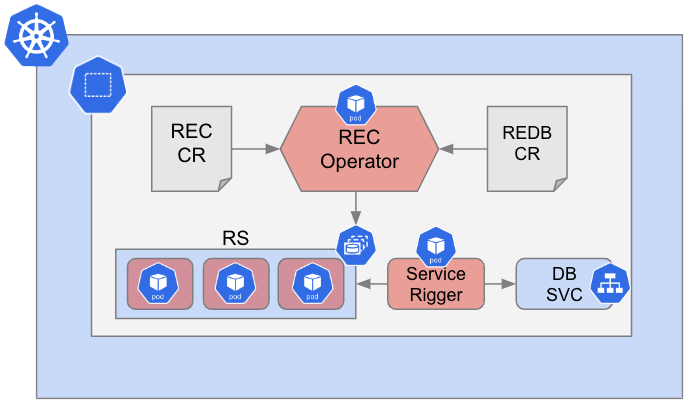 pod
REC
CR
REC
Operator
REDB
CR
RS
pod
pod
pod
pod
Service
Rigger
DB
SVC